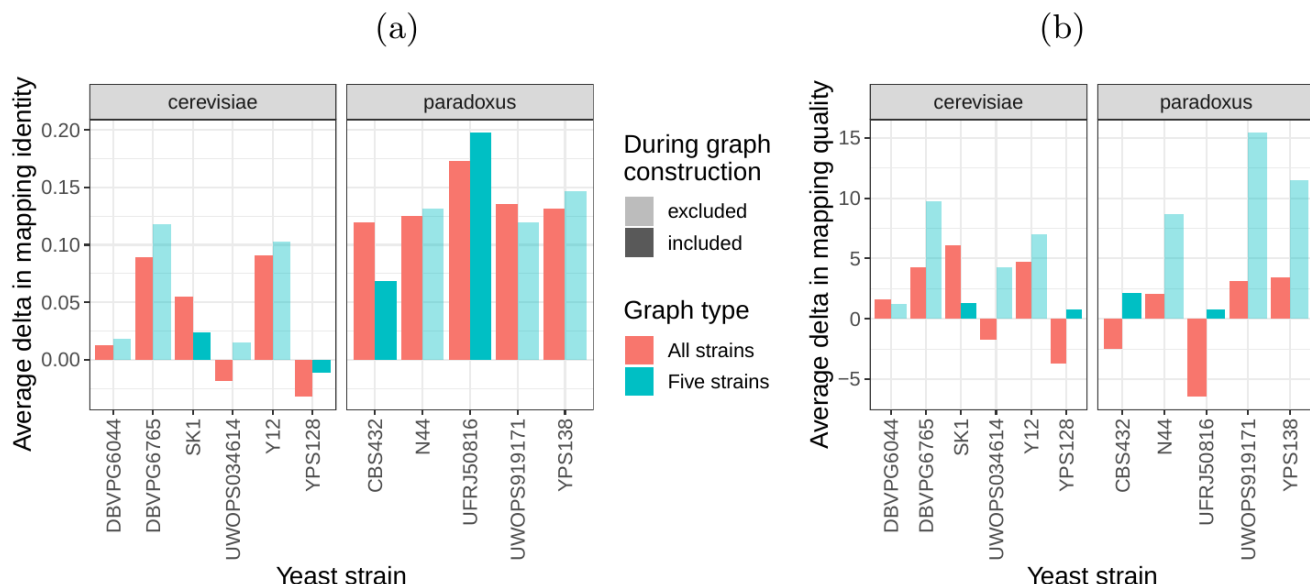 (a)
(b)
cerevisiae
paradoxus
Average delta in mapping identity
0.20
0.15
0.10
0.05
0.00
DBVPG6044
DBVPG6765
SK1
UWOPS034614
Y12
YPS128
CBS432
N44
UFRJ50816
UWOPS919171
YPS138
Yeast strain
During graph
construction
excluded
included
Graph type
All strains
Five strains
cerevisiae
paradoxus
Average delta in mapping quality
15
10
5
0
−5
DBVPG6044
DBVPG6765
SK1
UWOPS034614
Y12
YPS128
CBS432
N44
UFRJ50816
UWOPS919171
YPS138
Yeast strain